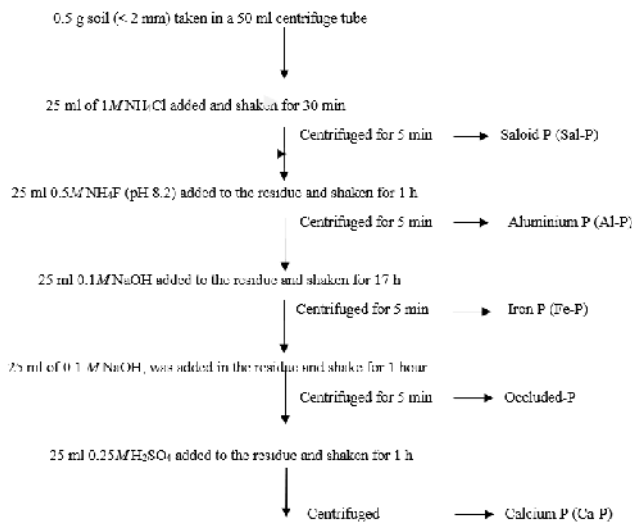 0.5 g soil (< 2 mm) taken in a 50 ml centrifuge tube
25 ml of 1M NH₄Cl added and shaken for 30 min
Centrifuged for 5 min
Saloid P (Sal-P)
25 ml 0.5M NH₄F (pH 8.2) added to the residue and shaken for 1 h
Centrifuged for 5 min
Aluminium P (Al-P)
25 ml 0.1M NaOH added to the residue and shaken for 17 h
Centrifuged for 5 min
Iron P (Fe-P)
25 ml of 0.1 M NaOH, was added in the residue and shake for 1 hour
Centrifuged for 5 min
Occluded-P
25 ml 0.25M H₂SO₄ added to the residue and shaken for 1 h
Centrifuged
Calcium P (Ca P)